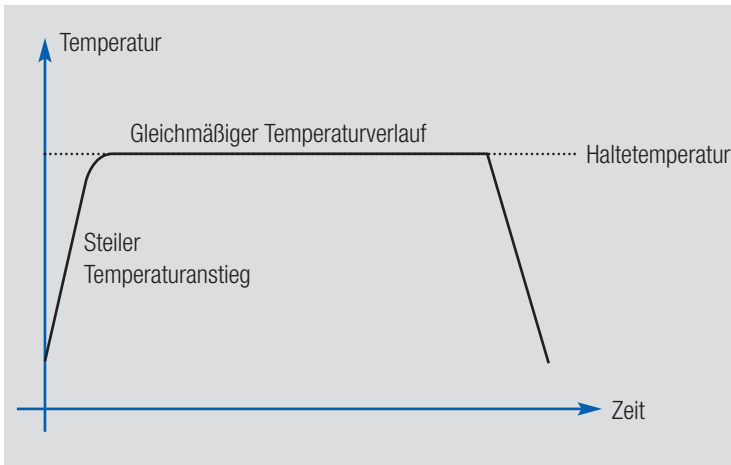 Temperatur
Gleichmäßiger Temperaturverlauf
Haltetemperatur
Steiler
Temperaturanstieg
Zeit